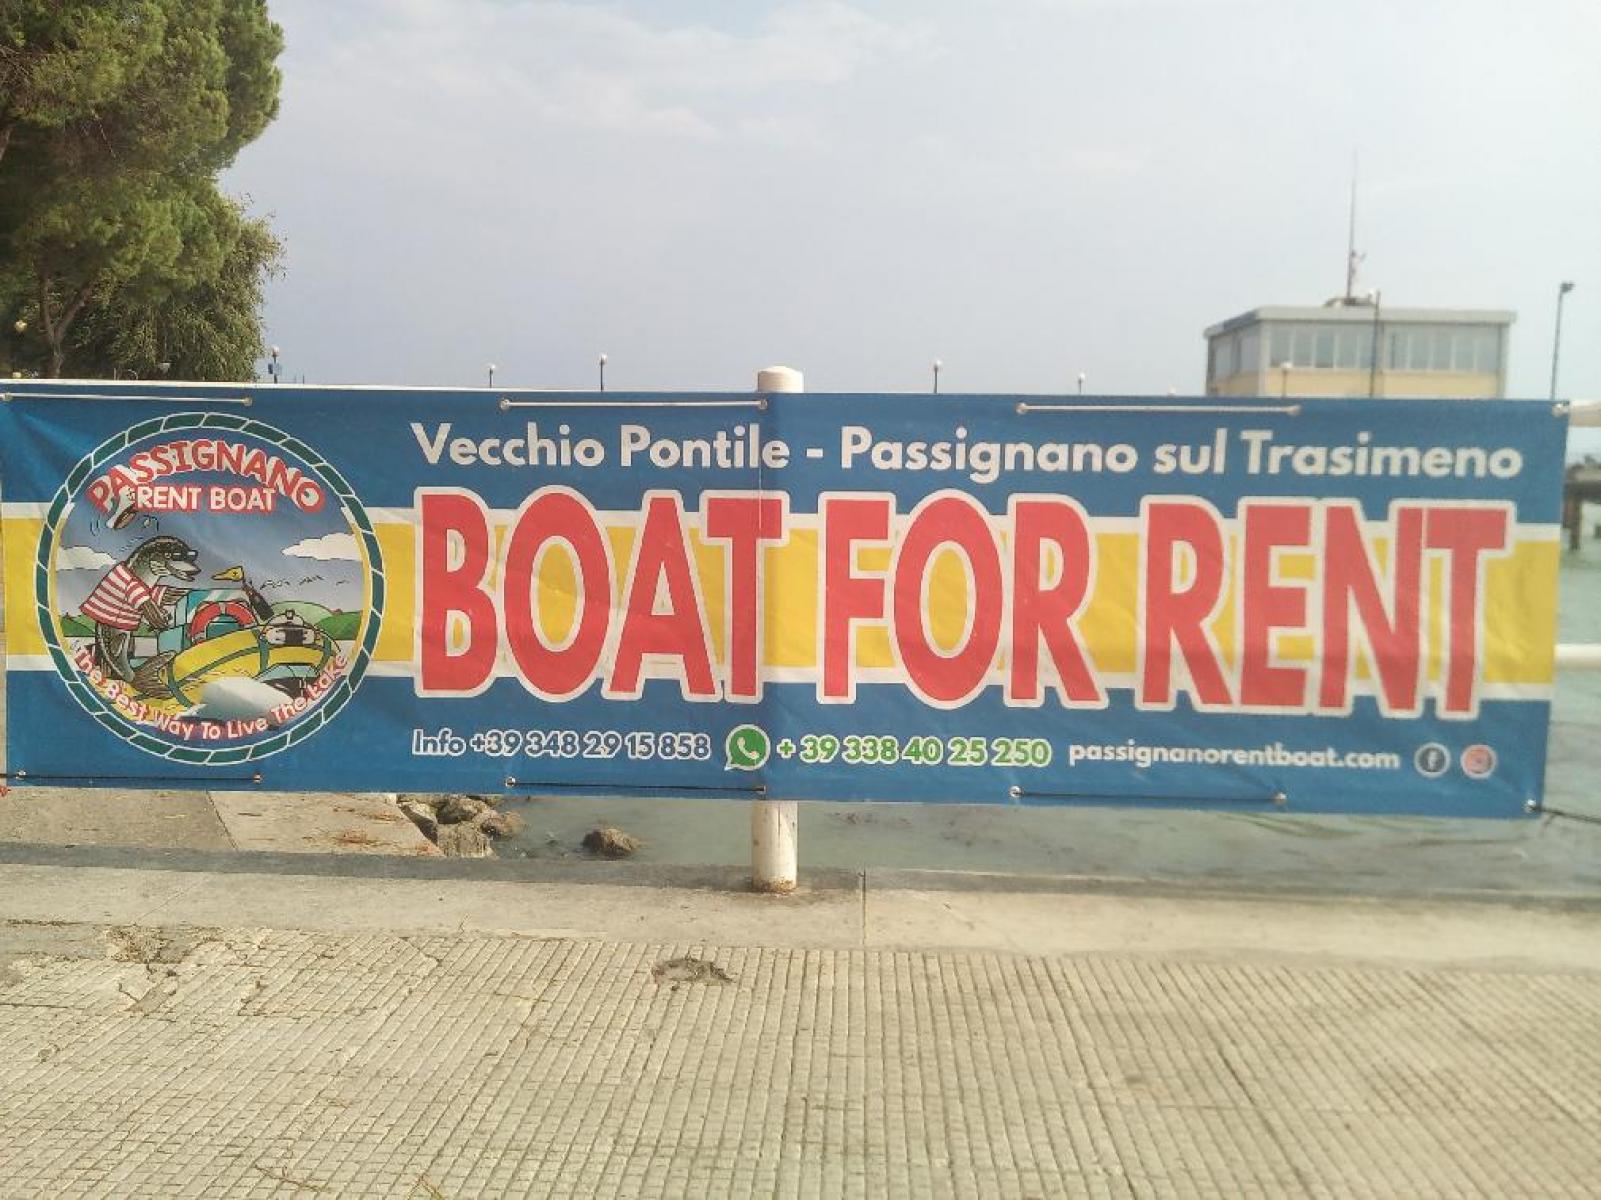 PASSIGNANO
RENT BOAT
The Best Way To Live The Lake
Vecchio Pontile - Passignano sul Trasimeno
BOAT FOR RENT
Info +39 348 29 15 858 + 39 338 40 25 250 passignanorentboat.com